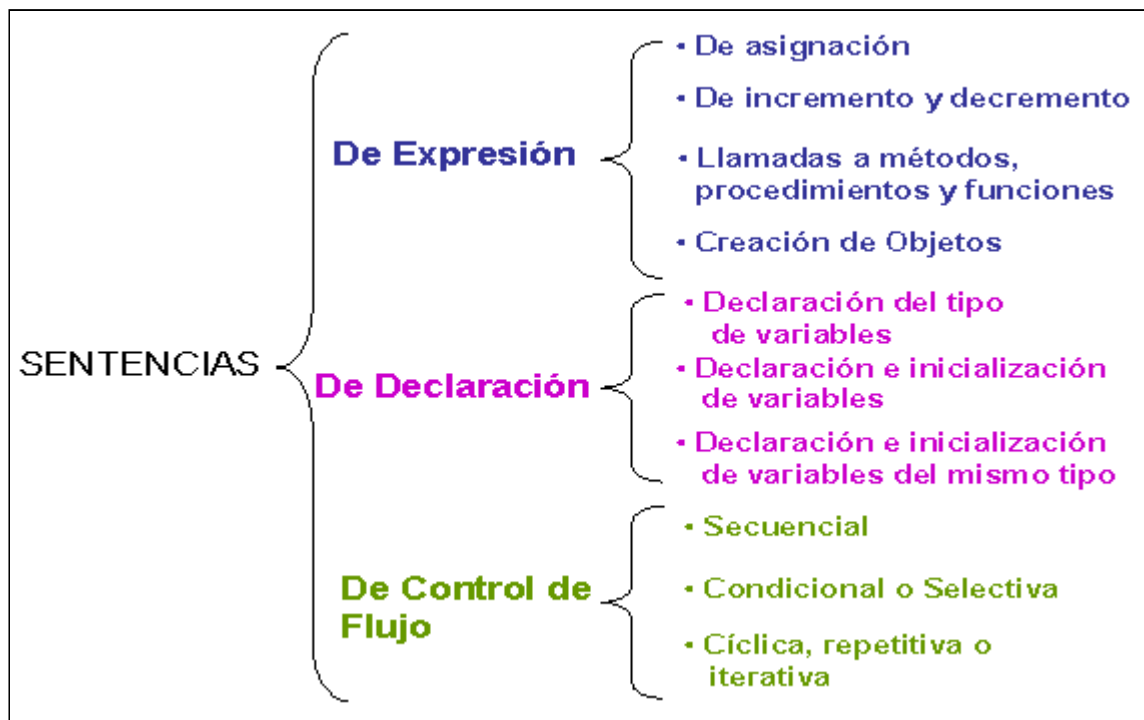 SENTENCIAS
De Expresión
• De asignación
• De incremento y decremento
• Llamadas a métodos,
procedimientos y funciones
• Creación de Objetos
De Declaración
• Declaración del tipo
de variables
• Declaración e inicialización
de variables
• Declaración e inicialización
de variables del mismo tipo
De Control de
Flujo
• Secuencial
• Condicional o Selectiva
• Cíclica, repetitiva o
iterativa